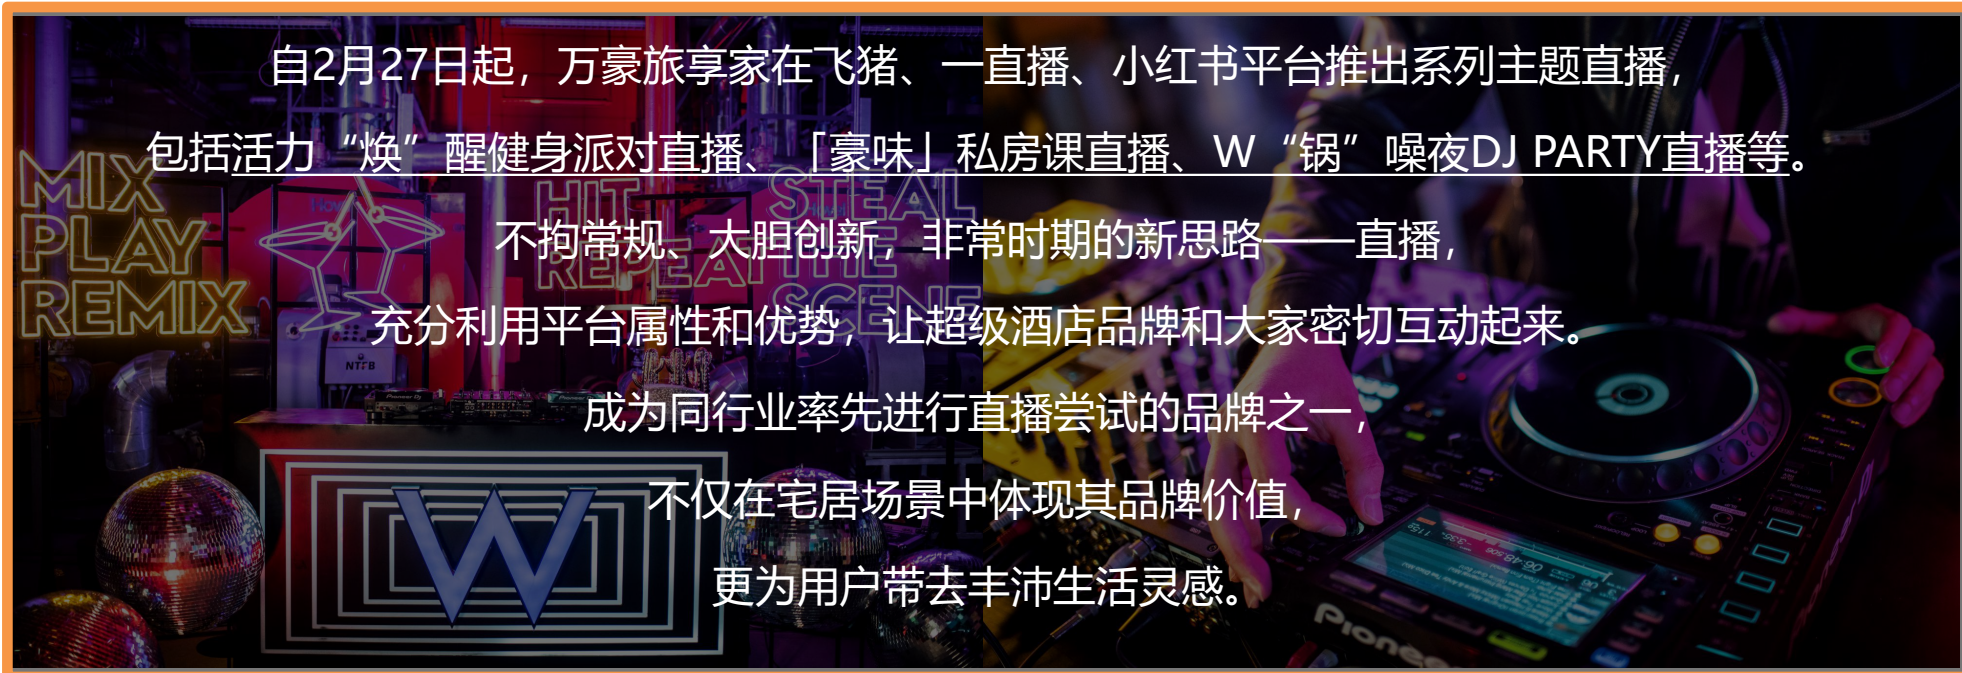 自2月27日起，万豪旅享家在飞猪、一直播、小红书平台推出系列主题直播，
包括活力“焕”醒健身派对直播、「豪味」私房课直播、W“锅”噪夜DJ PARTY直播等。
不拘常规、大胆创新，非常时期的新思路——直播，
充分利用平台属性和优势，让超级酒店品牌和大家密切互动起来。
成为同行业率先进行直播尝试的品牌之一，
不仅在宅居场景中体现其品牌价值，
更为用户带去丰沛生活灵感。
MIX
PLAY
REMIX
HIT
REPEAT
STEAL
THE
SCENE
NTFB
W
Pioneer